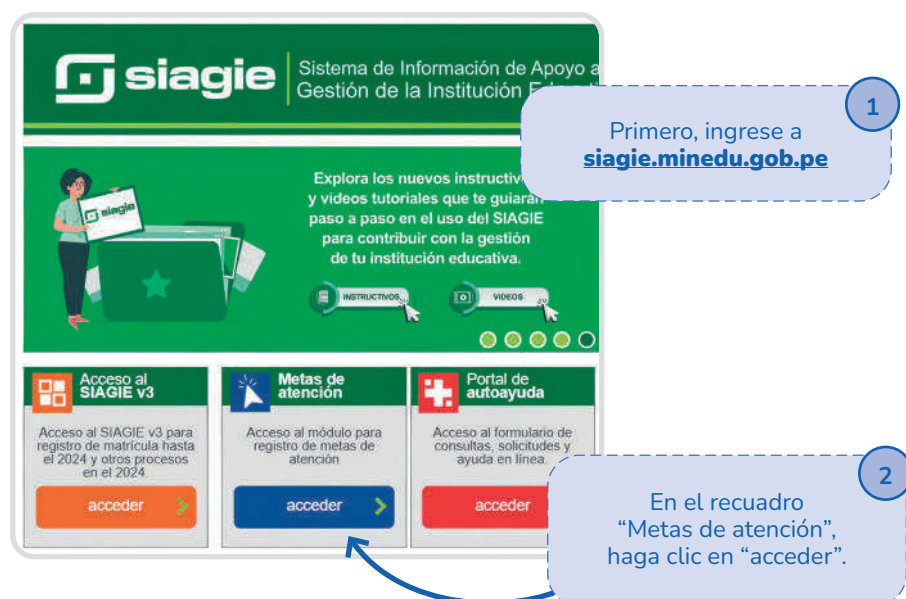 siagie
Sistema de Información de Apoyo a
Gestión de la Institución
1
Primero, ingrese a
siagie.minedu.gob.pe
Explora los nuevos
y videos tutoriales que te guiarán
paso a paso en el uso del SIAGIE
para contribuir con la gestión
de tu institución educativa.
siagie
INSTRUCTIVOS
VIDEOS
Acceso al
SIAGIE v3
Acceso al SIAGIE v3 para
registro de matrícula hasta
el 2024 y otros procesos
en el 2024.
acceder
Metas de
atención
Acceso al módulo para
registro de metas de
atención
acceder
Portal de
autoayuda
Acceso al formulario de
consultas, solicitudes y
ayuda en línea.
acceder
2
En el recuadro
“Metas de atención”,
haga clic en “acceder”.